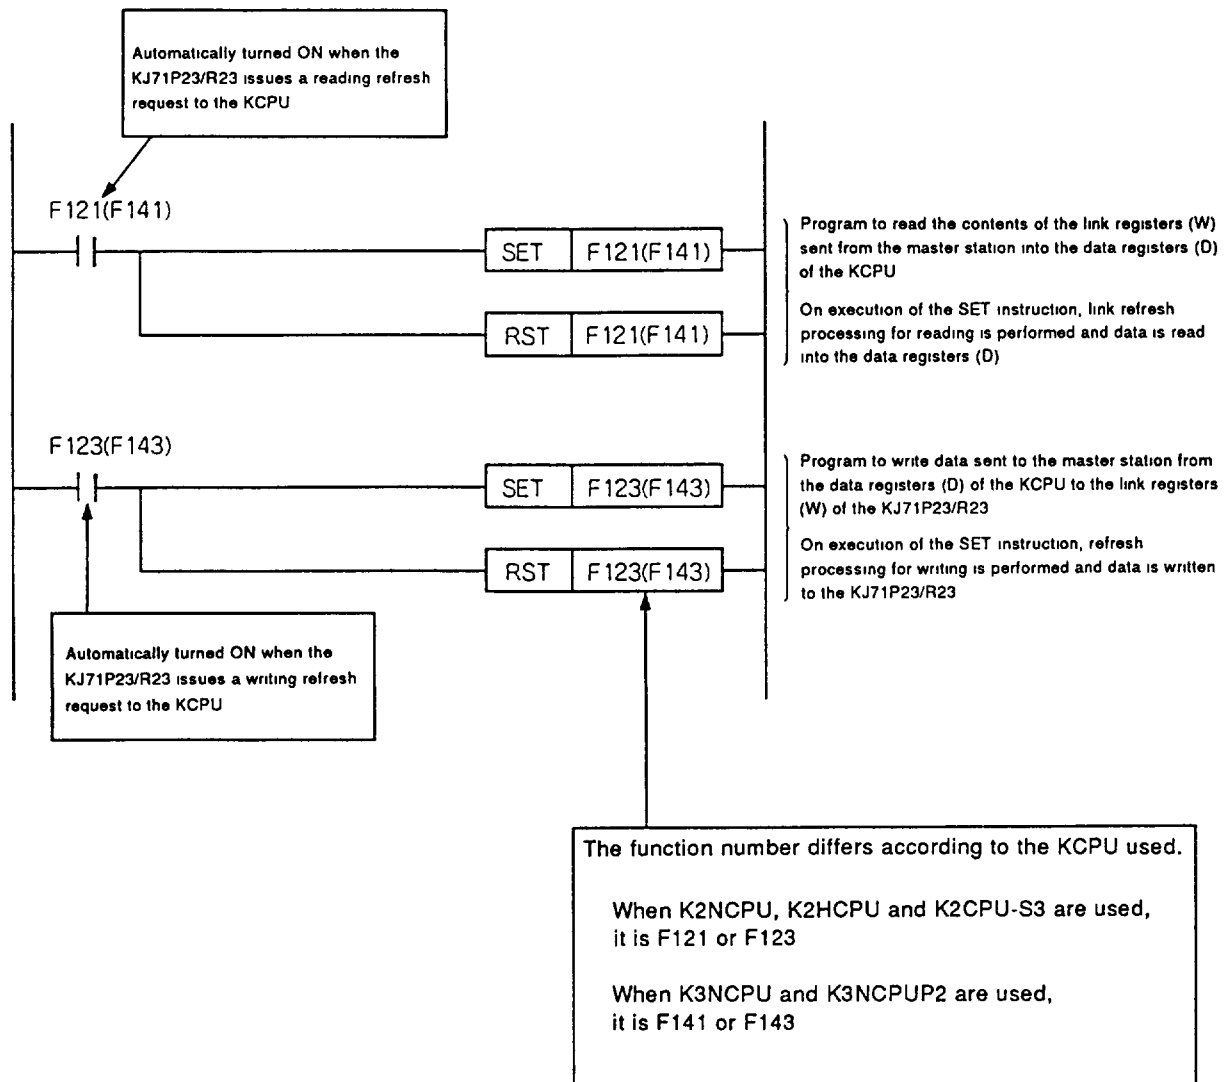 Automatically turned ON when the
KJ71P23/R23 issues a reading refresh
request to the KCPU
F121(F141)
SET F121(F141)
RST F121(F141)
Program to read the contents of the link registers (W)
sent from the master station into the data registers (D)
of the KCPU
On execution of the SET instruction, link refresh
processing for reading is performed and data is read
into the data registers (D)
F123(F143)
SET F123(F143)
RST F123(F143)
Program to write data sent to the master station from
the data registers (D) of the KCPU to the link registers
(W) of the KJ71P23/R23
On execution of the SET instruction, refresh
processing for writing is performed and data is written
to the KJ71P23/R23
Automatically turned ON when the
KJ71P23/R23 issues a writing refresh
request to the KCPU
The function number differs according to the KCPU used.
When K2NCPU, K2HCPU and K2CPU-S3 are used,
it is F121 or F123
When K3NCPU and K3NCPUP2 are used,
it is F141 or F143